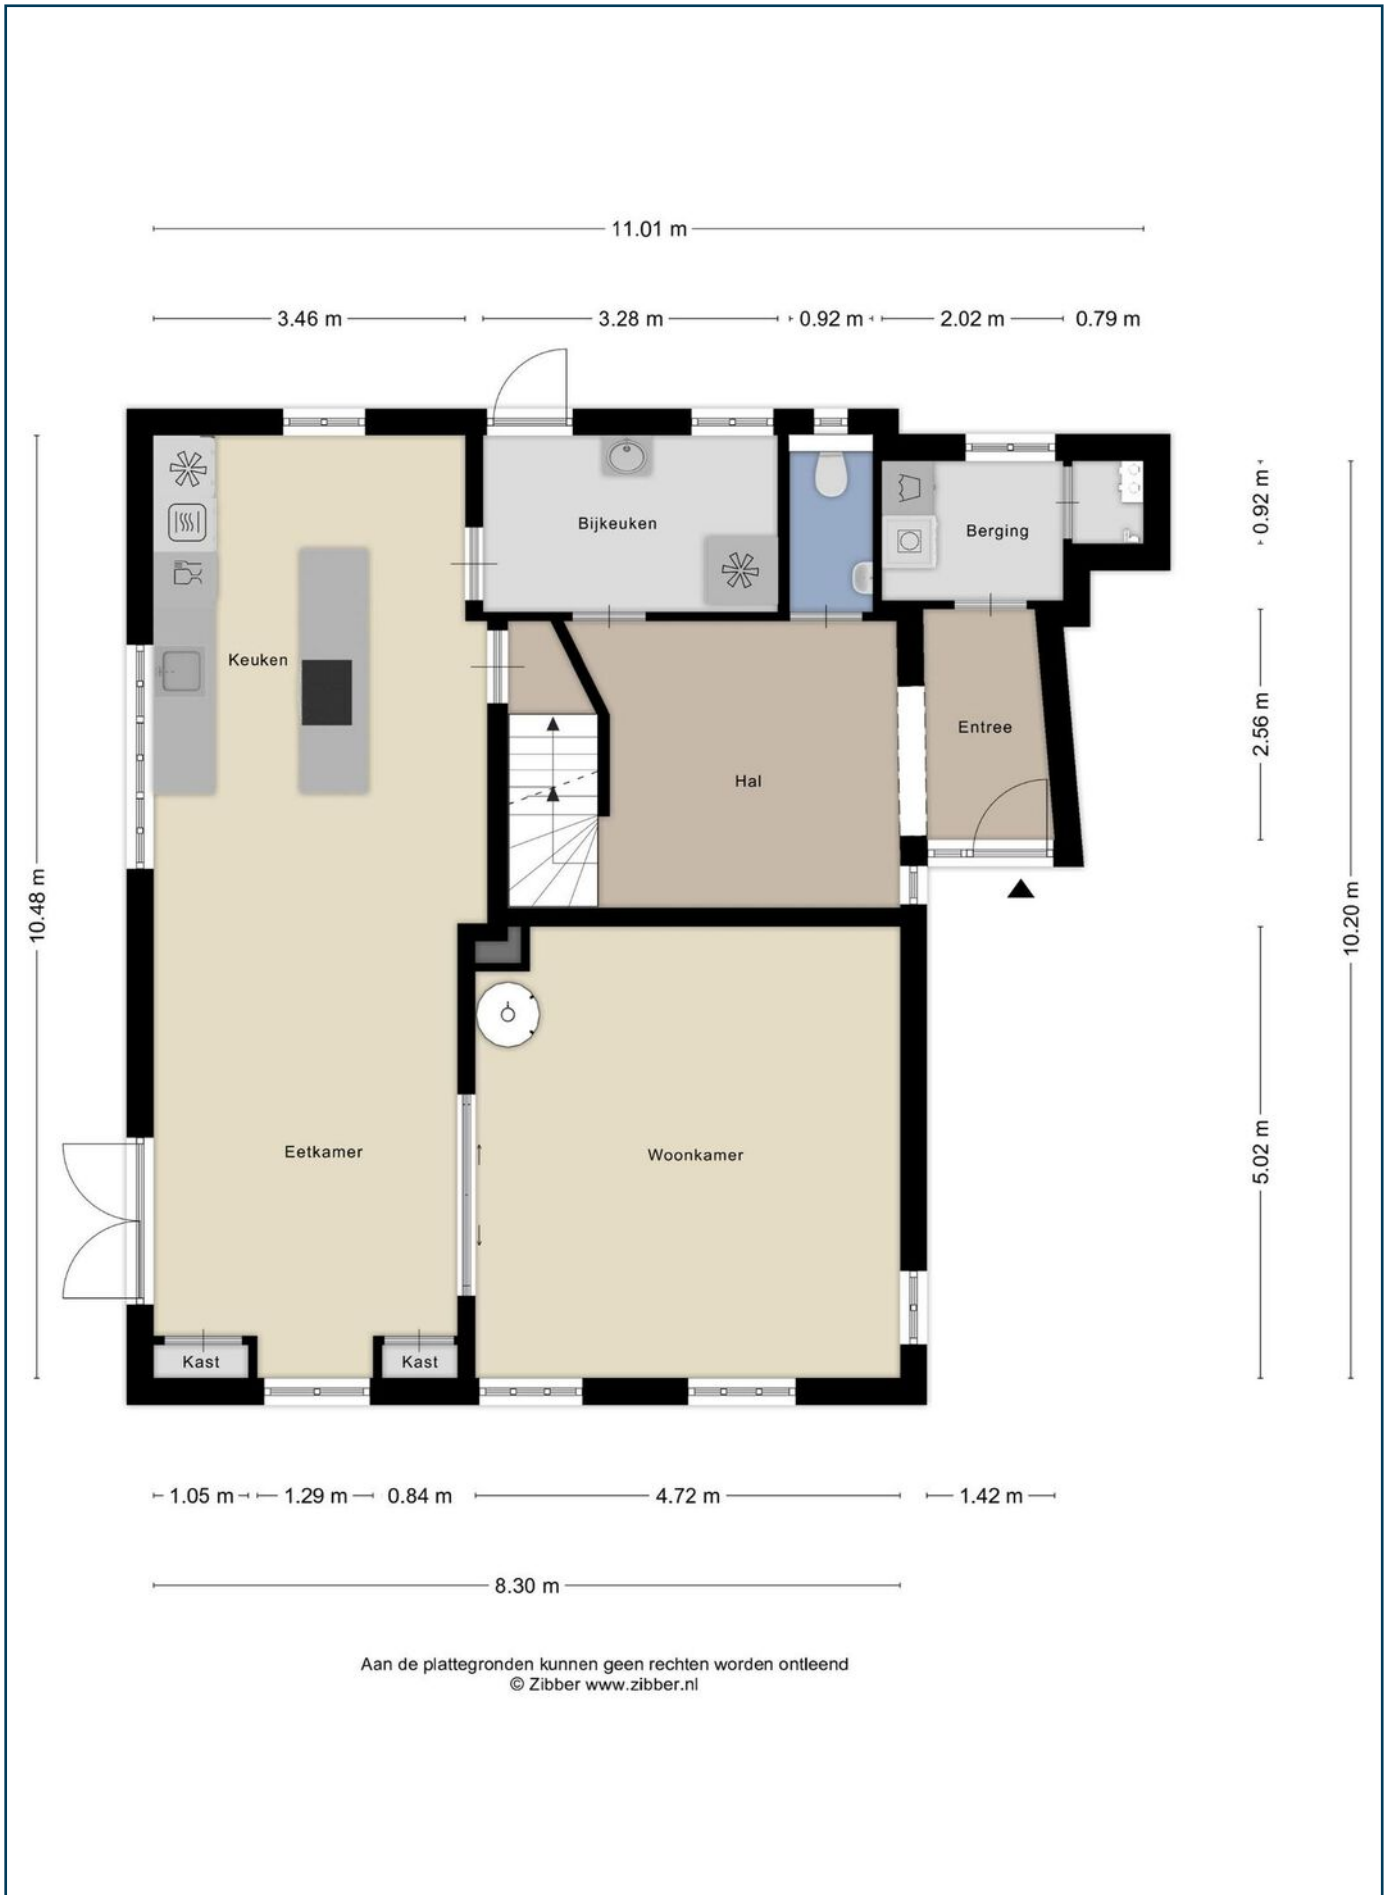 11.01 m
3.46 m
3.28 m
0.92 m
2.02 m
0.79 m
0.92 m
Bijkeuken
Berging
Keuken
2.56 m
Entree
Hal
10.48 m
10.20 m
5.02 m
Eetkamer
Woonkamer
Kast
Kast
1.05 m
1.29 m
0.84 m
4.72 m
1.42 m
8.30 m
Aan de plattegronden kunnen geen rechten worden ontleend
© Zibber www.zibber.nl